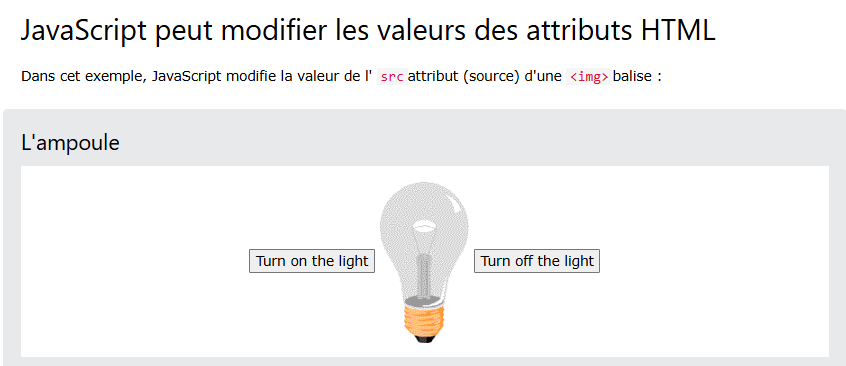 JavaScript peut modifier les valeurs des attributs HTML
Dans cet exemple, JavaScript modifie la valeur de l' src attribut (source) d'une <img> balise :
L'ampoule
Turn on the light
Turn off the light